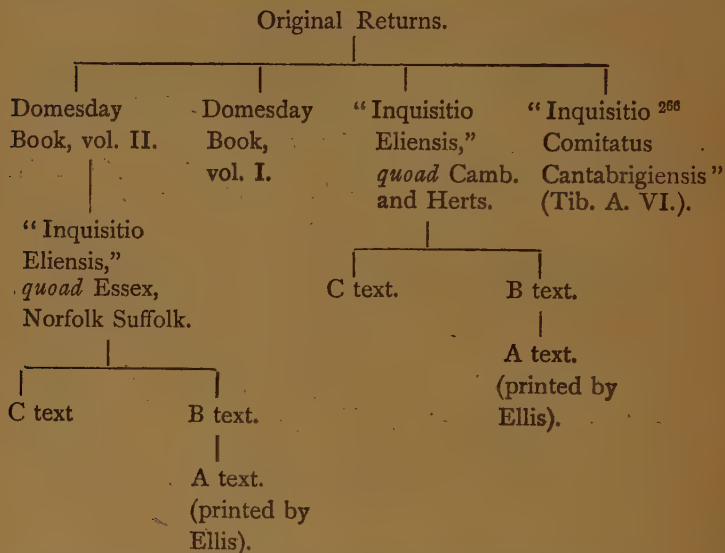 Original Returns.
Domesday
Book, vol. II.
Domesday
Book,
vol. I.
“Inquisitio
Eliensis,”
quoad Camb.
and Herts.
“Inquisitio 266
Comitatus
Cantabrigiensis”
(Tib. A. VI.).
“Inquisitio
Eliensis,”
quoad Essex,
Norfolk Suffolk.
C text.
B text.
A text.
(printed by
Ellis).
C text
B text.
A text.
(printed by
Ellis).